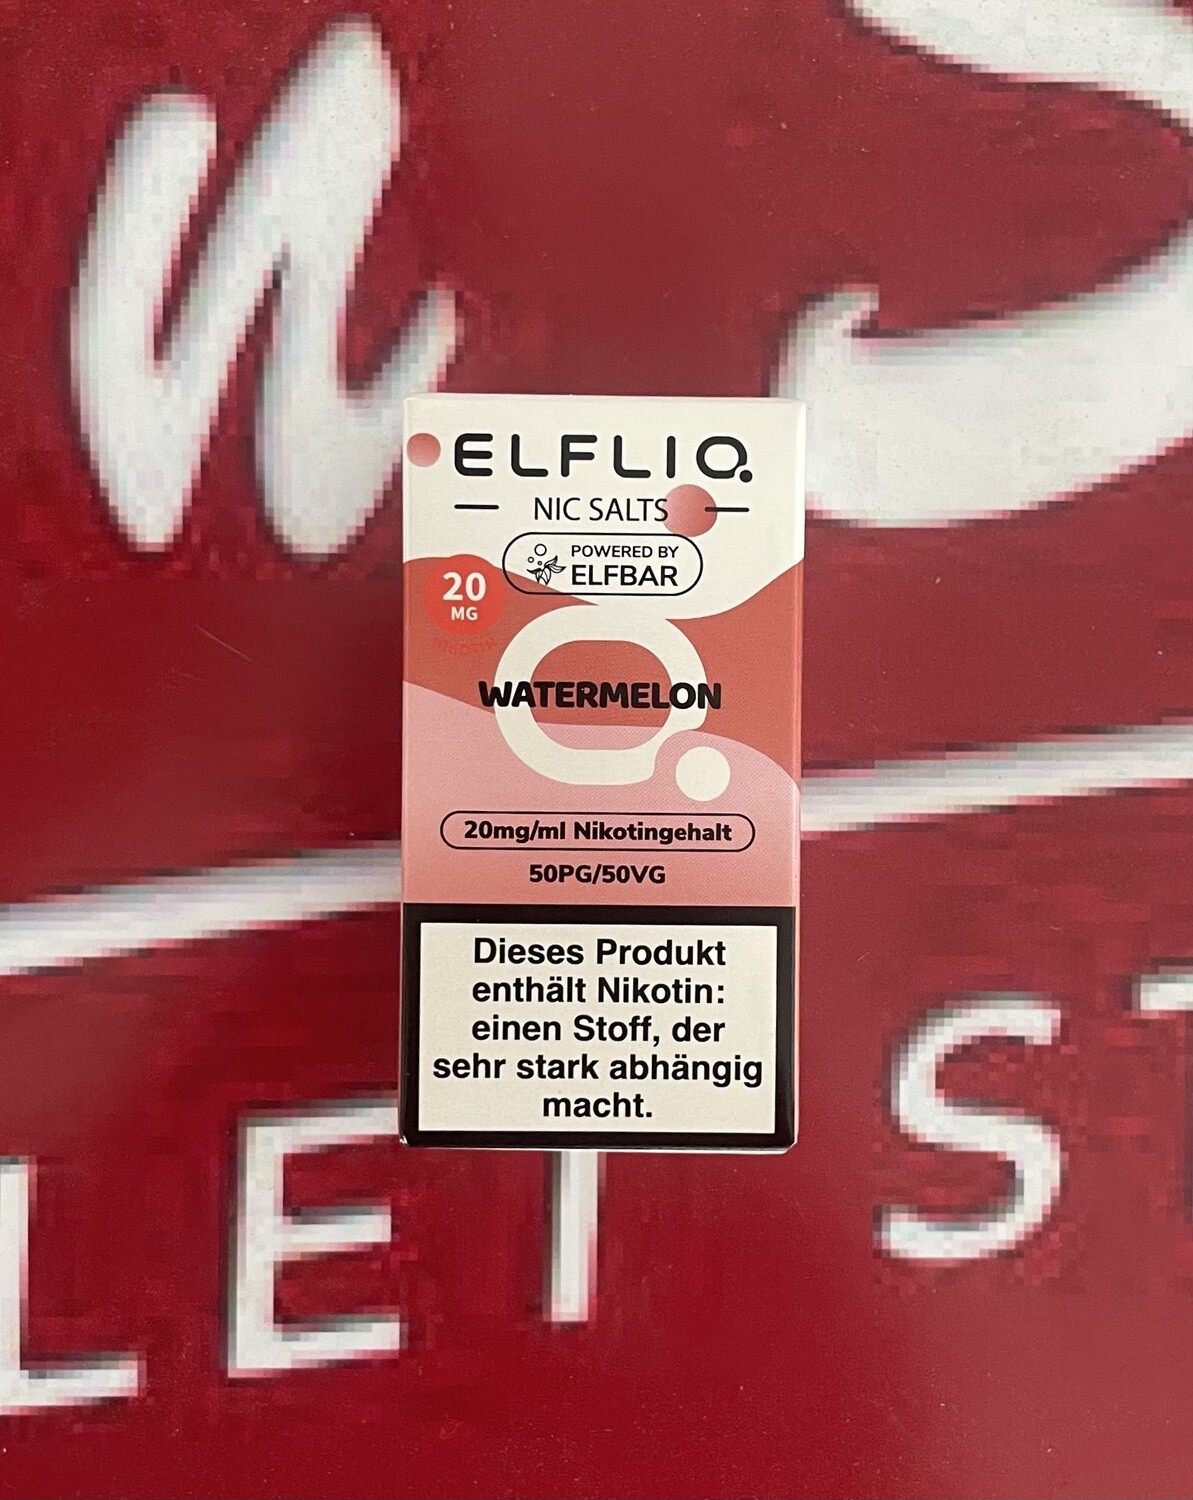 ELFLIQ
NIC SALTS
POWERED BY
ELFBAR
20
MG
WATERMELON
20mg/ml Nikotingehalt
50PG/50VG
Dieses Produkt
enthält Nikotin:
einen Stoff, der
sehr stark abhängig
macht.